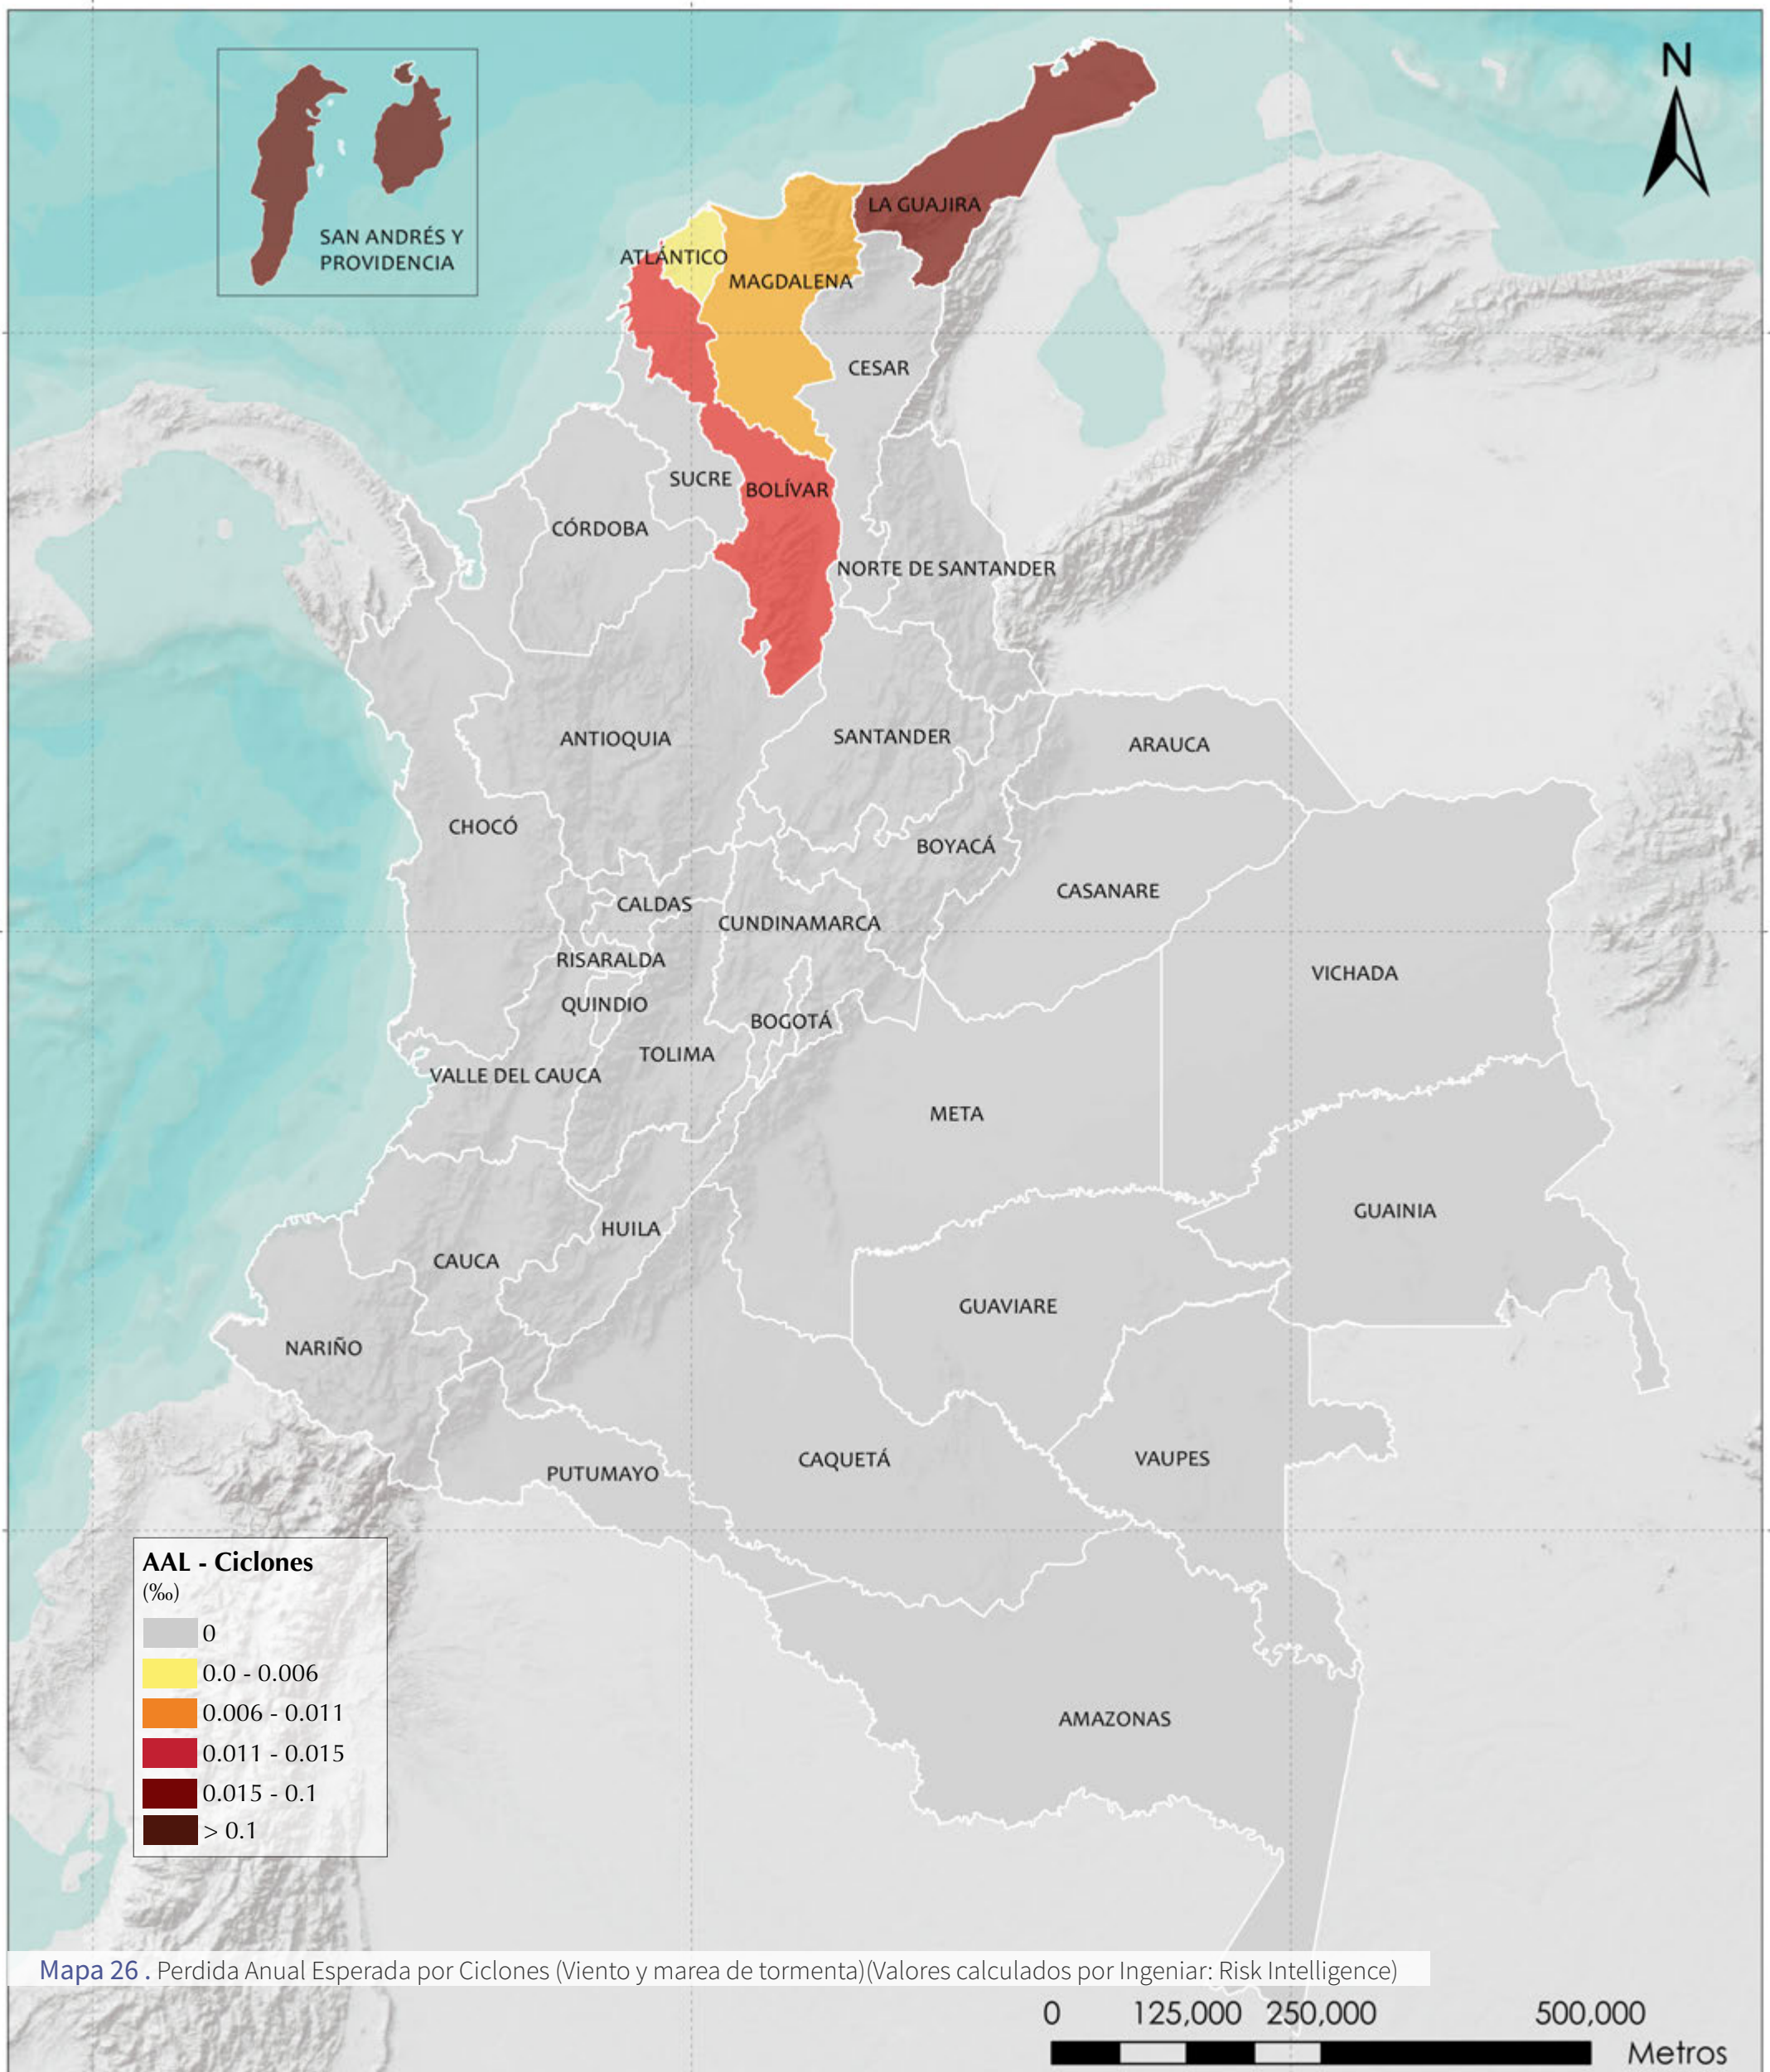 N
SAN ANDRÉS Y
PROVIDENCIA
LA GUAJIRA
ATLÁNTICO
MAGDALENA
CESAR
SUCRE
BOLÍVAR
CÓRDOBA
NORTE DE SANTANDER
ANTIOQUIA
SANTANDER
ARAUCA
CHOCÓ
BOYACÁ
CASANARE
CALDAS
CUNDINAMARCA
RISARALDA
VICHADA
QUINDIO
BOGOTÁ
TOLIMA
VALLE DEL CAUCA
META
GUAINIA
HUILA
CAUCA
GUAVIARE
NARIÑO
CAQUETÁ
VAUPES
PUTUMAYO
AMAZONAS
AAL - Ciclones
(‰)
0
0.0 - 0.006
0.006 - 0.011
0.011 - 0.015
0.015 - 0.1
> 0.1
Mapa 26 . Perdida Anual Esperada por Ciclones (Viento y marea de tormenta)(Valores calculados por Ingeniar: Risk Intelligence)
0 125,000 250,000 500,000
Metros